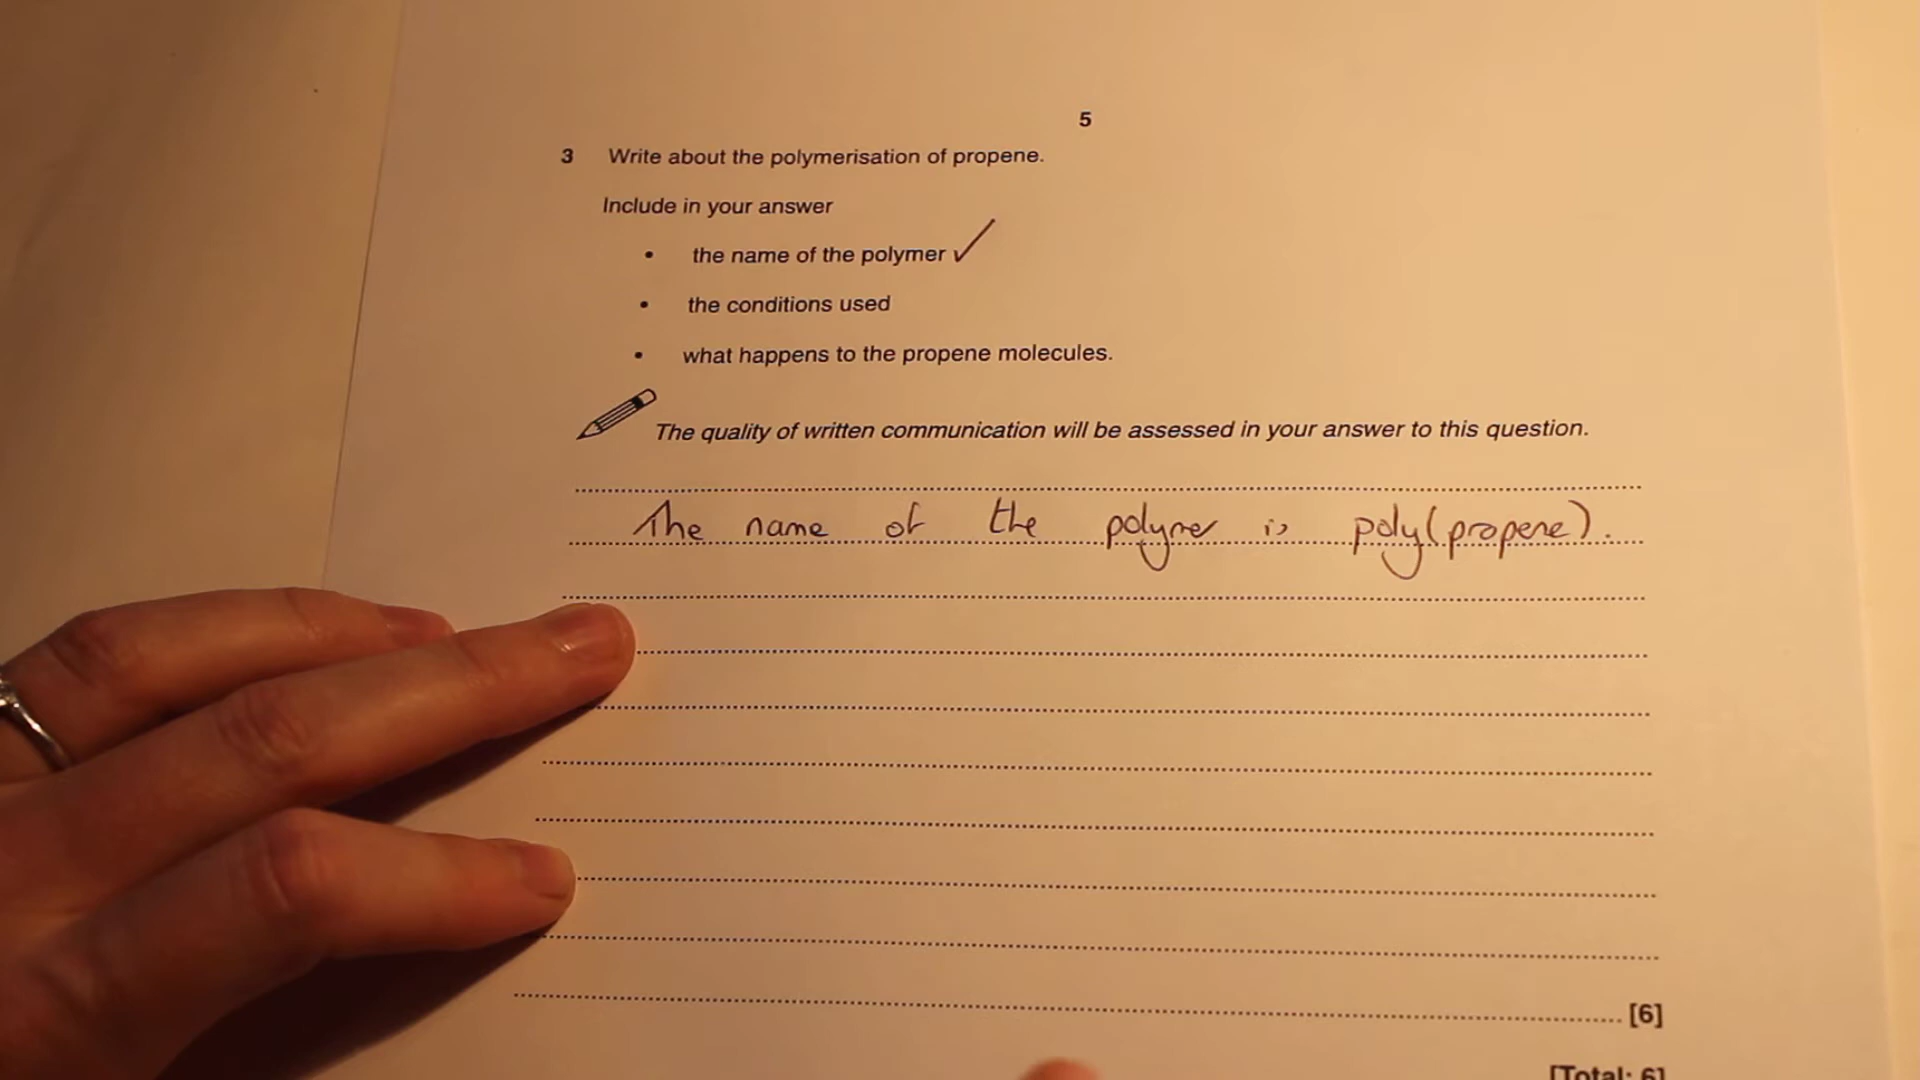 5
3 Write about the polymerisation of propene.
Include in your answer
• the name of the polymer ✓
• the conditions used
• what happens to the propene molecules.
The quality of written communication will be assessed in your answer to this question.
The name of the polymer is poly(propene).
[6]
[Total: 6]